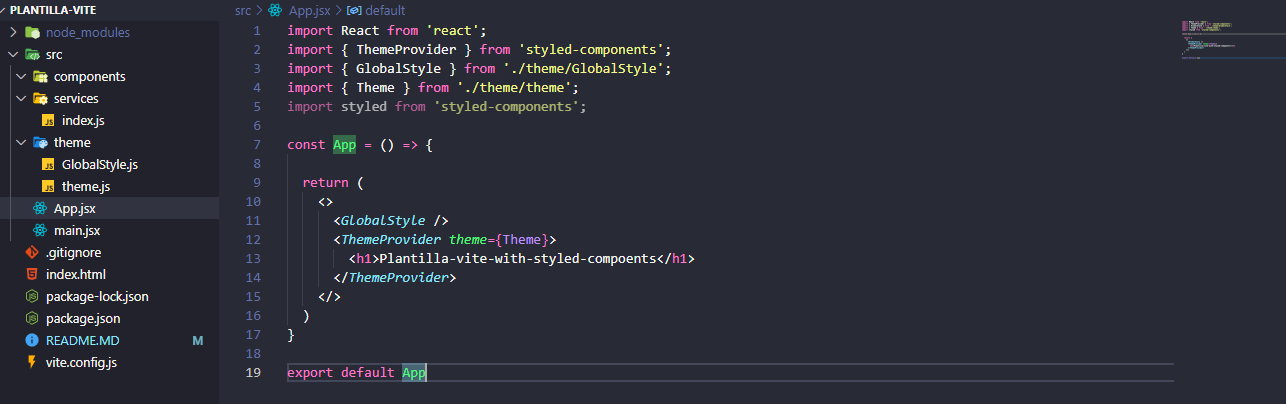 PLANTILLA-VITE
node_modules
src
components
services
index.js
theme
GlobalStyle.js
theme.js
App.jsx
main.jsx
.gitignore
index.html
package-lock.json
package.json
README.MD M
vite.config.js
src > App.jsx > default
1 import React from 'react';
2 import { ThemeProvider } from 'styled-components';
3 import { GlobalStyle } from './theme/GlobalStyle';
4 import { Theme } from './theme/theme';
5 import styled from 'styled-components';
6
7 const App = () => {
8
9 return (
10 <>
11 <GlobalStyle />
12 <ThemeProvider theme={Theme}>
13 <h1>Plantilla-vite-with-styled-compoents</h1>
14 </ThemeProvider>
15 </>
16 )
17 }
18
19 export default App